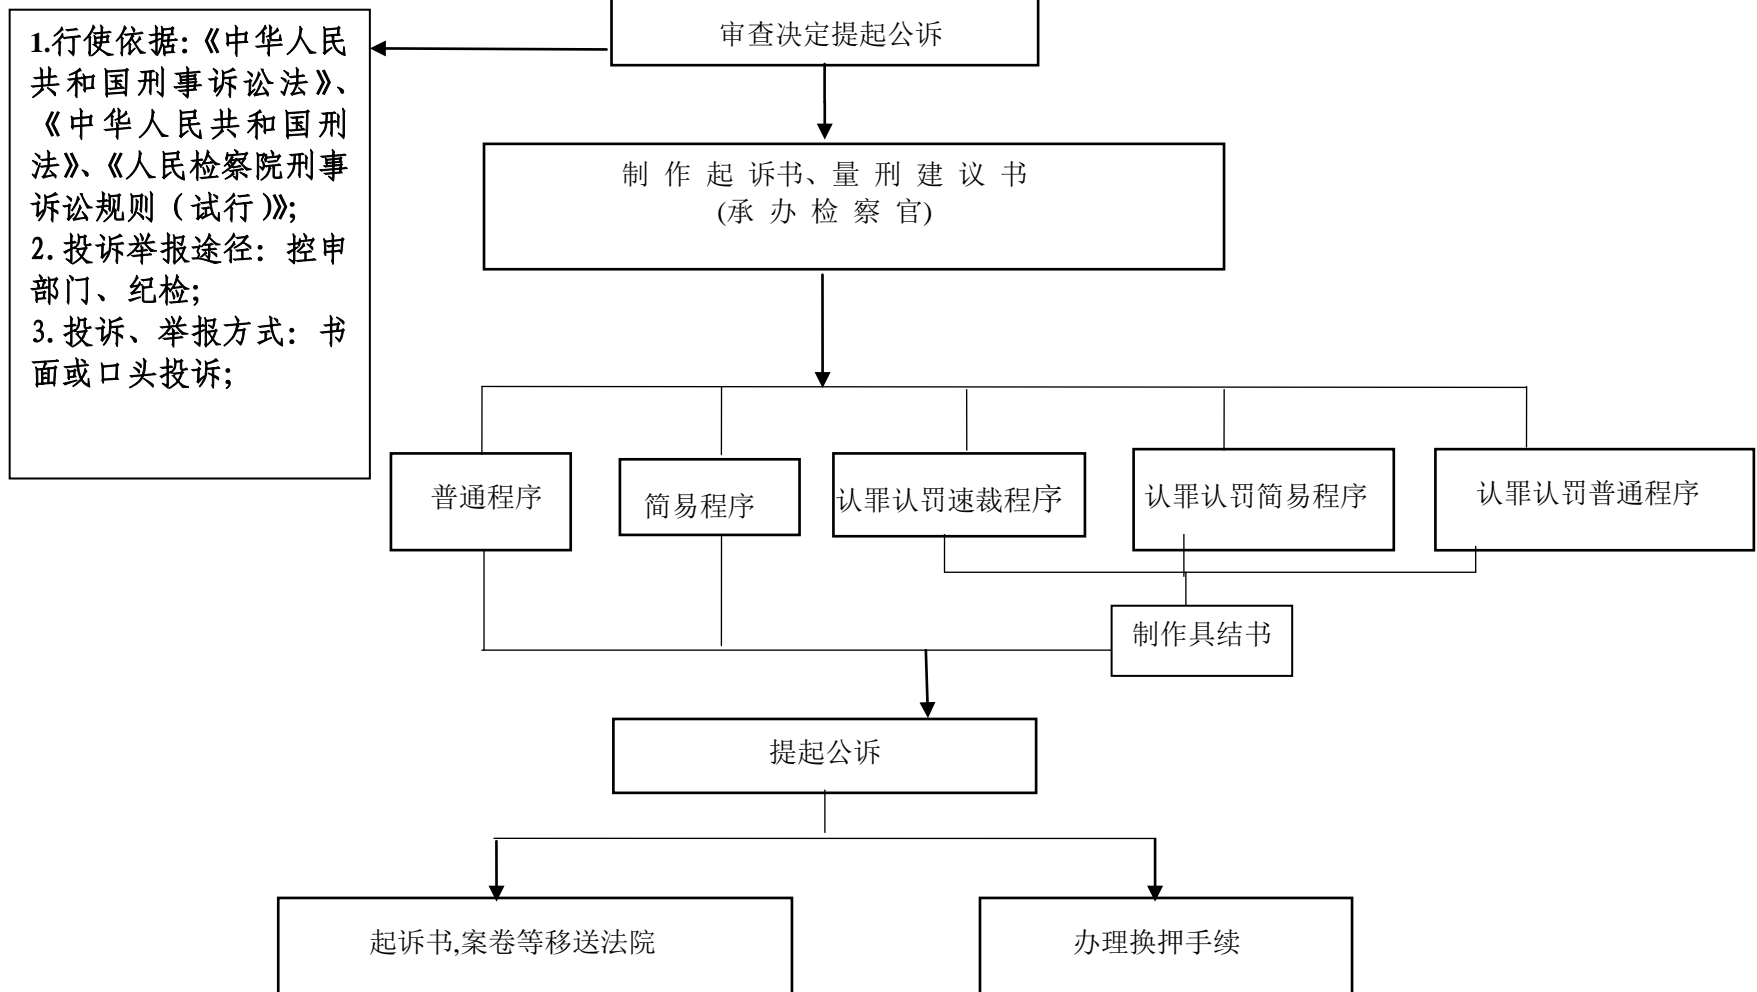 审查决定提起公诉
1.行使依据:《中华人民
共和国刑事诉讼法》、
《中华人民共和国刑
法》、《人民检察院刑事
诉讼规则（试行）》;
2.投诉举报途径：控申
部门、纪检;
3.投诉、举报方式：书
面或口头投诉;
制 作 起 诉书、量 刑 建 议 书
(承 办 检 察 官)
普通程序
简易程序
认罪认罚速裁程序
认罪认罚简易程序
认罪认罚普通程序
制作具结书
提起公诉
起诉书,案卷等移送法院
办理换押手续